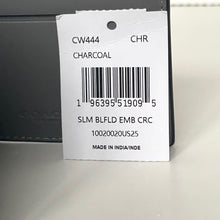 CW444 CHR
CHARCOAL
1 96395 51909 5
SLM BLFLD EMB CRC
10020020US25
MADE IN INDIA/INDE